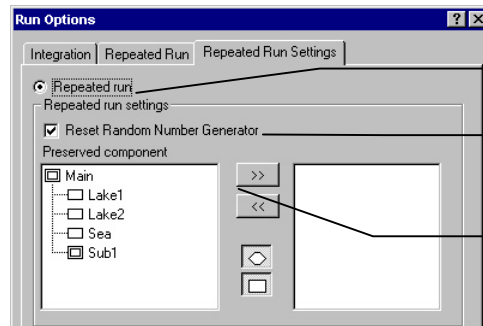 Run Options ? X
Integration Repeated Run Repeated Run Settings
Repeated run
Repeated run settings
Reset Random Number Generator
Preserved component
Main
Lake1
Lake2
Sea
Sub1
>>
<<